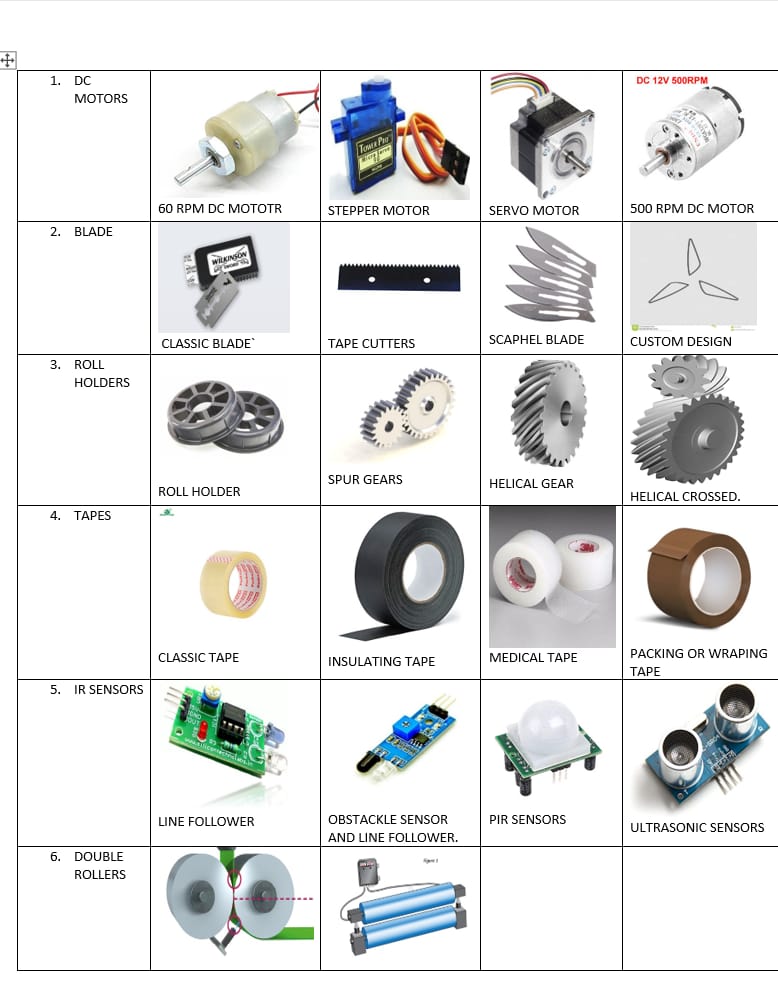 1. DC
MOTORS
DC 12V 500RPM
TOWER PRO
Micro Servo
60 RPM DC MOTOTR
STEPPER MOTOR
SERVO MOTOR
500 RPM DC MOTOR
2. BLADE
WILKINSON
CLASSIC BLADE`
TAPE CUTTERS
SCAPHEL BLADE
CUSTOM DESIGN
3. ROLL
HOLDERS
ROLL HOLDER
SPUR GEARS
HELICAL GEAR
HELICAL CROSSED.
4. TAPES
3M
CLASSIC TAPE
INSULATING TAPE
MEDICAL TAPE
PACKING OR WRAPING
TAPE
5. IR SENSORS
LINE FOLLOWER
OBSTACKLE SENSOR
AND LINE FOLLOWER.
PIR SENSORS
ULTRASONIC SENSORS
6. DOUBLE
ROLLERS
figure 1